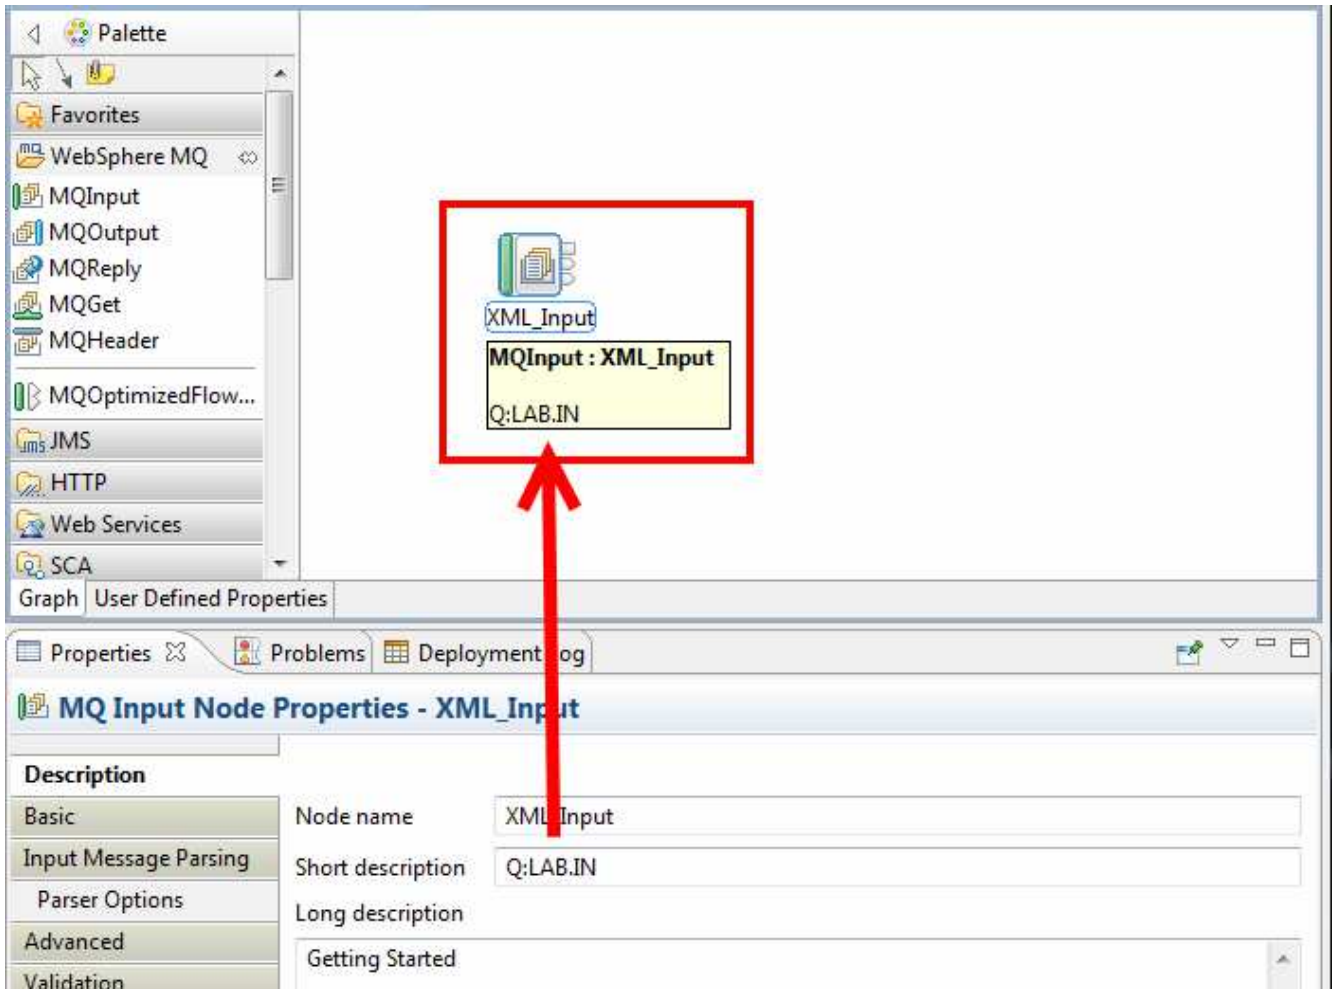 Palette
Favorites
WebSphere MQ
MQInput
MQOutput
MQReply
MQGet
MQHeader
MQOptimizedFlow...
JMS
HTTP
Web Services
SCA
XML_Input
MQInput : XML_Input
Q:LAB.IN
Graph User Defined Properties
Properties Problems Deployment Log
MQ Input Node Properties - XML_Input
Description
Basic
Node name XML_Input
Input Message Parsing
Short description Q:LAB.IN
Parser Options
Long description
Advanced
Getting Started
Validation